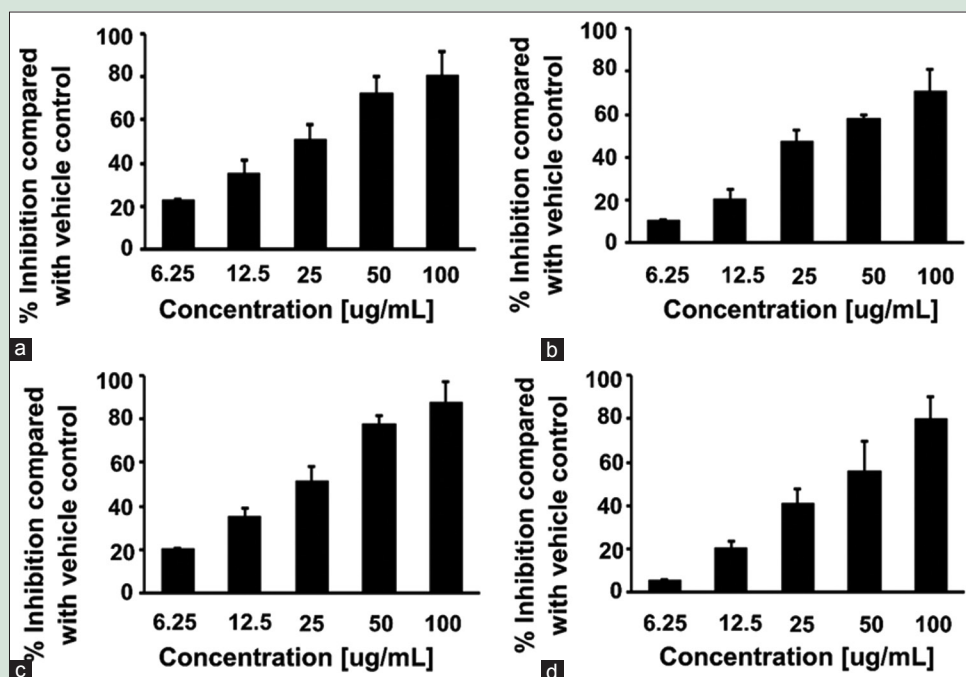 % Inhibition compared
with vehicle control
100
80
60
40
20
0
6.25 12.5 25 50 100
Concentration [ug/mL]
a
% Inhibition compared
with vehicle control
100
80
60
40
20
0
6.25 12.5 25 50 100
Concentration [ug/mL]
b
% Inhibition compared
with vehicle control
100
80
60
40
20
0
6.25 12.5 25 50 100
Concentration [ug/mL]
c
% Inhibition compared
with vehicle control
100
80
60
40
20
0
6.25 12.5 25 50 100
Concentration [ug/mL]
d